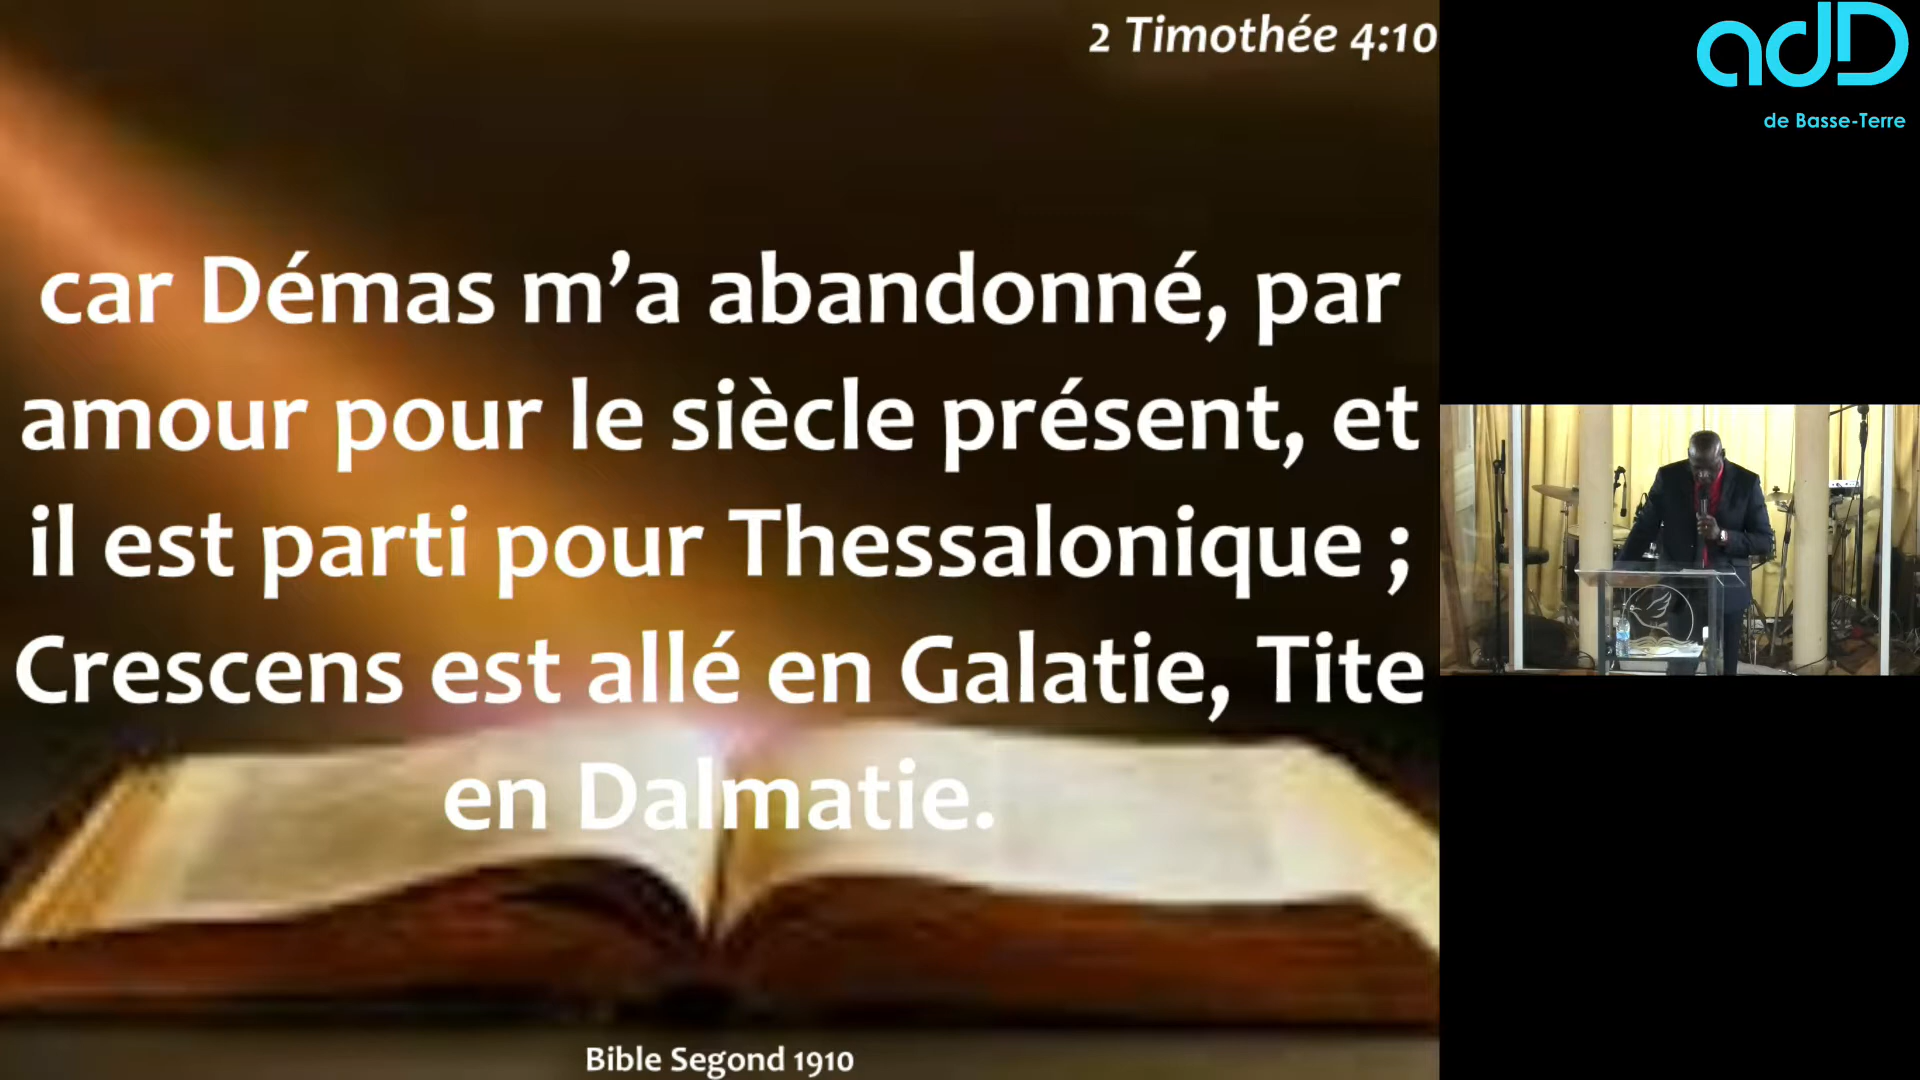 2 Timothée 4:10
car Démas m’a abandonné, par
amour pour le siècle présent, et
il est parti pour Thessalonique ;
Crescens est allé en Galatie, Tite
en Dalmatie.
Bible Segond 1910
adD
de Basse-Terre